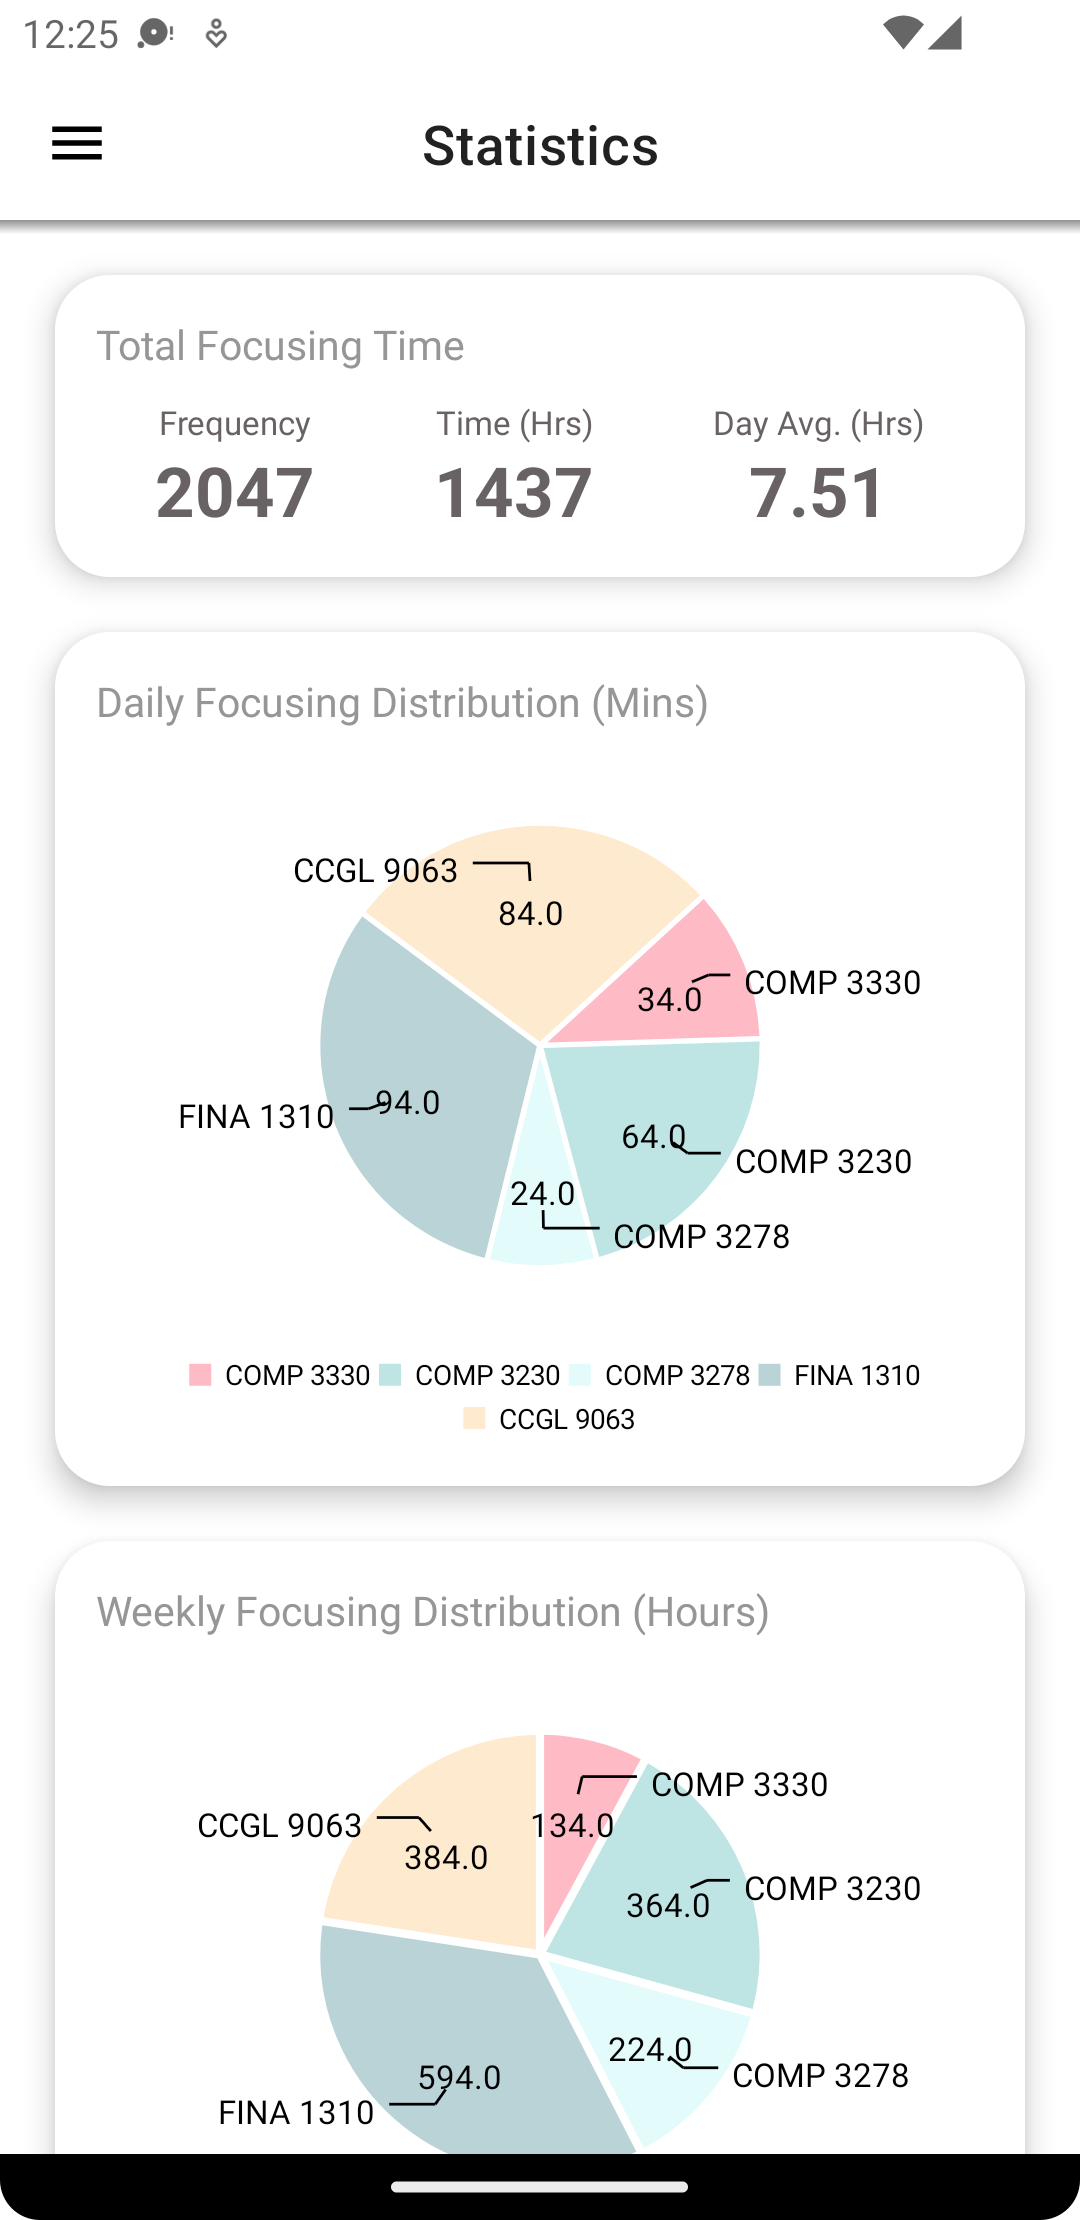 12:25
Statistics
Total Focusing Time
Frequency Time (Hrs) Day Avg. (Hrs)
2047 1437 7.51
Daily Focusing Distribution (Mins)
CCGL 9063
84.0
COMP 3330
34.0
FINA 1310
94.0
64.0
COMP 3230
24.0
COMP 3278
COMP 3330 COMP 3230 COMP 3278 FINA 1310
CCGL 9063
Weekly Focusing Distribution (Hours)
COMP 3330
134.0
CCGL 9063
384.0
COMP 3230
364.0
224.0
COMP 3278
594.0
FINA 1310